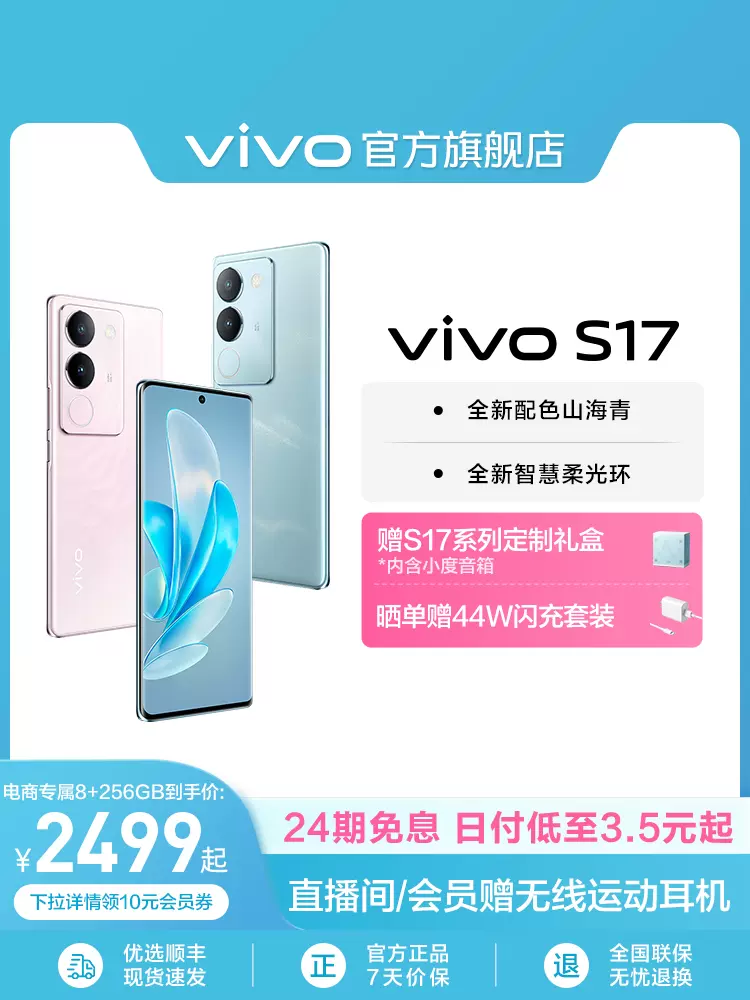 vivo官方旗舰店
vivo S17
• 全新配色山海青
• 全新智慧柔光环
赠S17系列定制礼盒
*内含小度音箱
晒单赠44W闪充套装
vivo
电商专属8+256GB到手价:
¥2499起
下拉详情领10元会员券
24期免息 日付低至3.5元起
直播间/会员赠无线运动耳机
优选顺丰
现货速发
正
官方正品
7天价保
退
全国联保
无忧退换